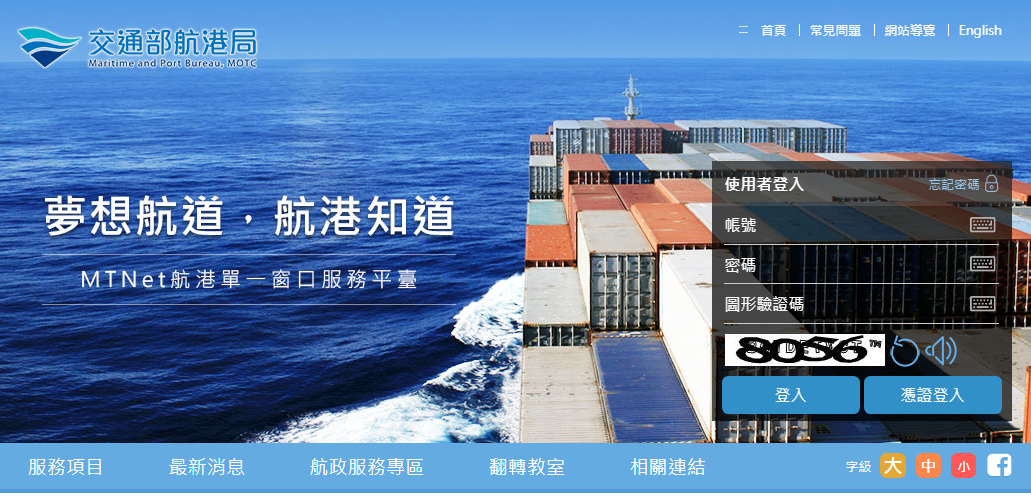 交通部航港局
Maritime and Port Bureau, MOTC
::: 首頁 | 常見問題 | 網站導覽 | English
夢想航道，航港知道
MTNet航港單一窗口服務平臺
使用者登入 忘記密碼
帳號
密碼
圖形驗證碼
登入 憑證登入
服務項目 最新消息 航政服務專區 翻轉教室 相關連結 字級 大 中 小